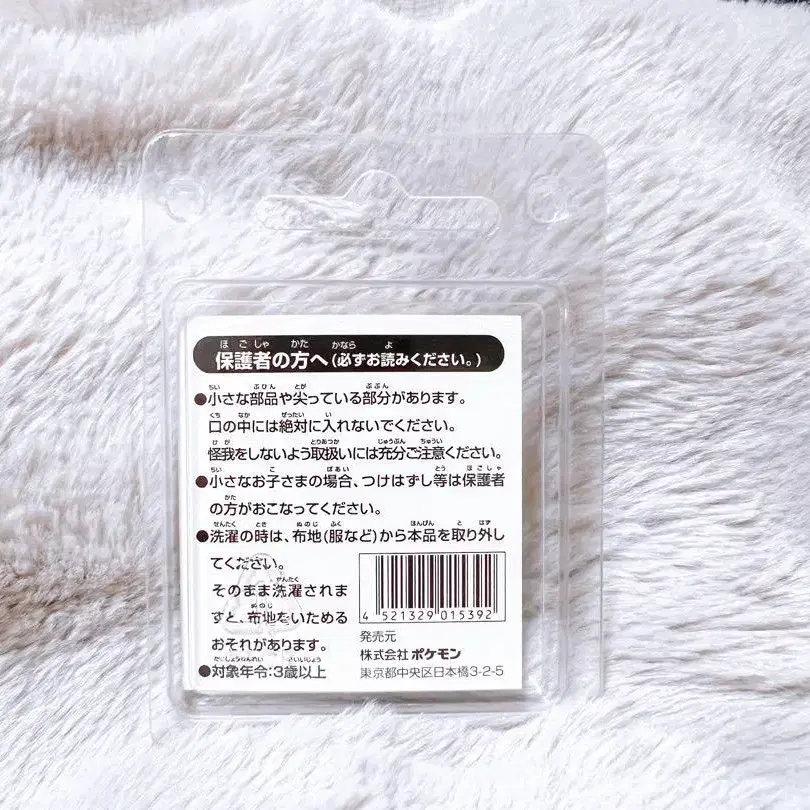 保護者の方へ(必ずお読みください。)
●小さな部品や尖っている部分があります。
口の中には絶対に入れないでください。
怪我をしないよう取扱いには充分ご注意ください。
●小さなお子さまの場合、つけはずし等は保護者
の方がおこなってください。
●洗濯の時は、布地(服など)から本品を取り外し
てください。
そのまま洗濯されま
すと、布地をいためる
おそれがあります。
●対象年令:3歳以上
4 521329 015392
発売元
株式会社 ポケモン
東京都中央区日本橋3-2-5